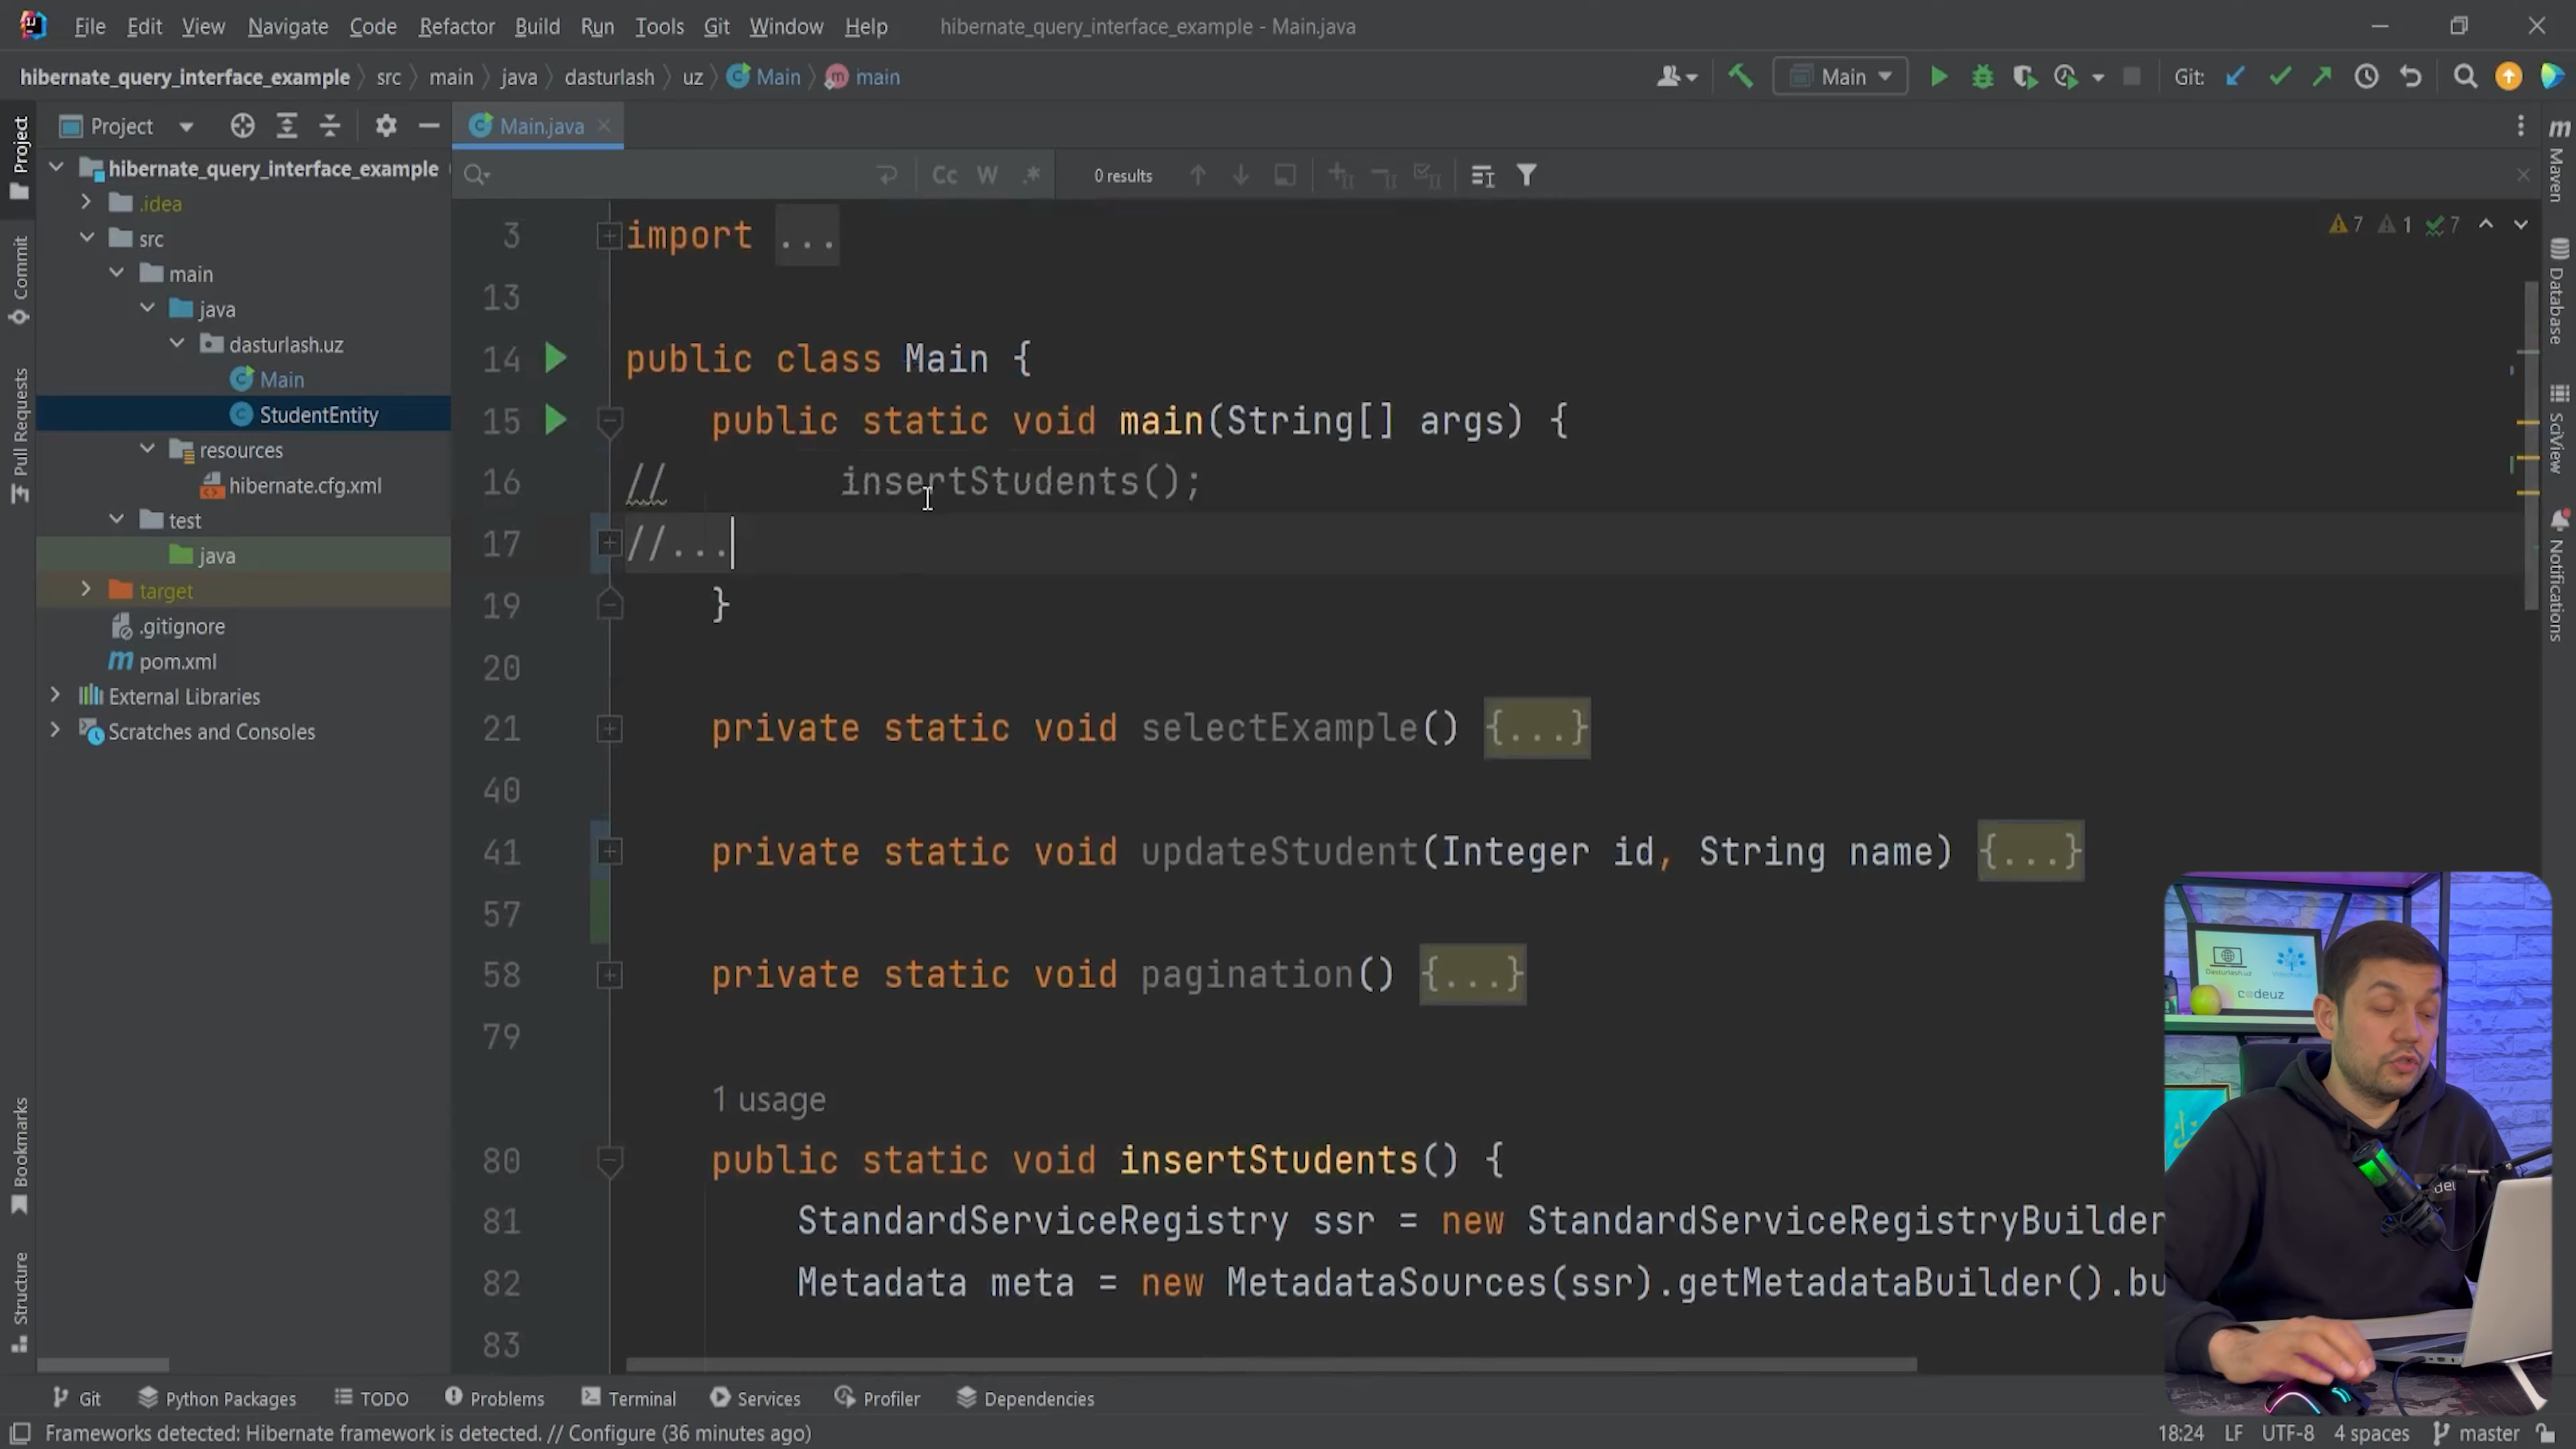 File Edit View Navigate Code Refactor Build Run Tools Git Window Help hibernate_query_interface_example - Main.java
hibernate_query_interface_example src main java dasturlash uz Main main
Main Git:
Project
Main.java
Cc W .* 0 results
hibernate_query_interface_example
.idea
src
main
java
dasturlash.uz
Main
StudentEntity
resources
hibernate.cfg.xml
test
java
target
.gitignore
pom.xml
External Libraries
Scratches and Consoles
Project
Commit
Pull Requests
Bookmarks
Structure
7 1 7
3 import ...
13
14 public class Main {
15 public static void main(String[] args) {
16 // insertStudents();
17 //...
19 }
20
21 private static void selectExample() {...}
40
41 private static void updateStudent(Integer id, String name) {...}
57
58 private static void pagination() {...}
79
1 usage
80 public static void insertStudents() {
81 StandardServiceRegistry ssr = new StandardServiceRegistryBuilder
82 Metadata meta = new MetadataSources(ssr).getMetadataBuilder().bu
83
Maven
Database
SciView
Notifications
Dasturlash.uz
codeuz
Git Python Packages TODO Problems Terminal Services Profiler Dependencies
Frameworks detected: Hibernate framework is detected. // Configure (36 minutes ago)
18:24 LF UTF-8 4 spaces master